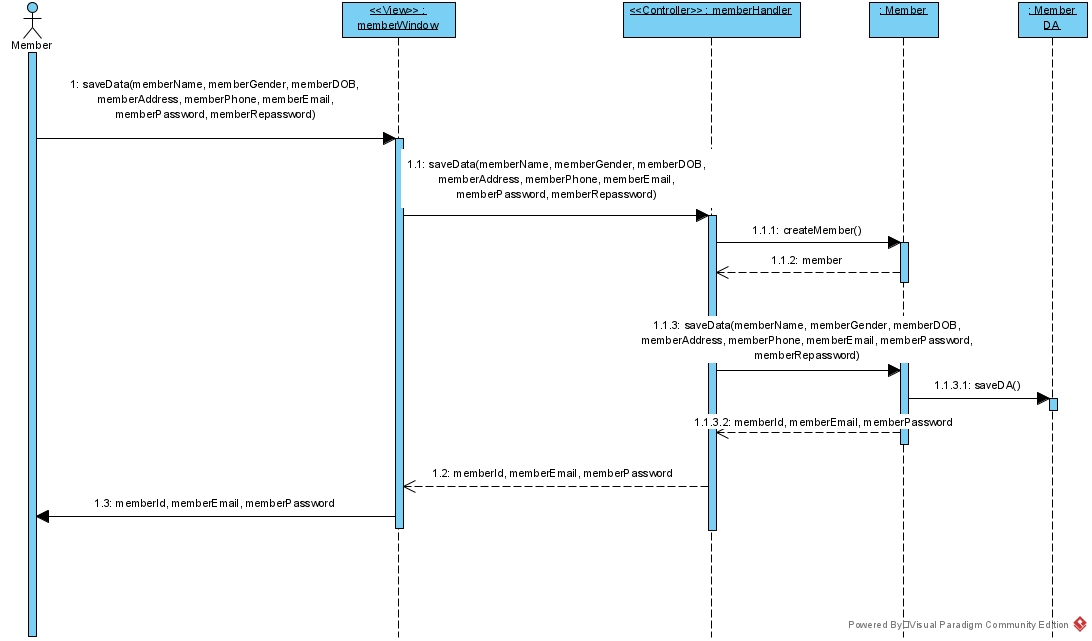 Member
<<View>> :
memberWindow
<<Controller>> : memberHandler
: Member
: Member
DA
1: saveData(memberName, memberGender, memberDOB,
memberAddress, memberPhone, memberEmail,
memberPassword, memberRepassword)
1.1: saveData(memberName, memberGender, memberDOB,
memberAddress, memberPhone, memberEmail,
memberPassword, memberRepassword)
1.1.1: createMember()
1.1.2: member
1.1.3: saveData(memberName, memberGender, memberDOB,
memberAddress, memberPhone, memberEmail, memberPassword,
memberRepassword)
1.1.3.1: saveDA()
1.1.3.2: memberId, memberEmail, memberPassword
1.2: memberId, memberEmail, memberPassword
1.3: memberId, memberEmail, memberPassword
Powered By Visual Paradigm Community Edition